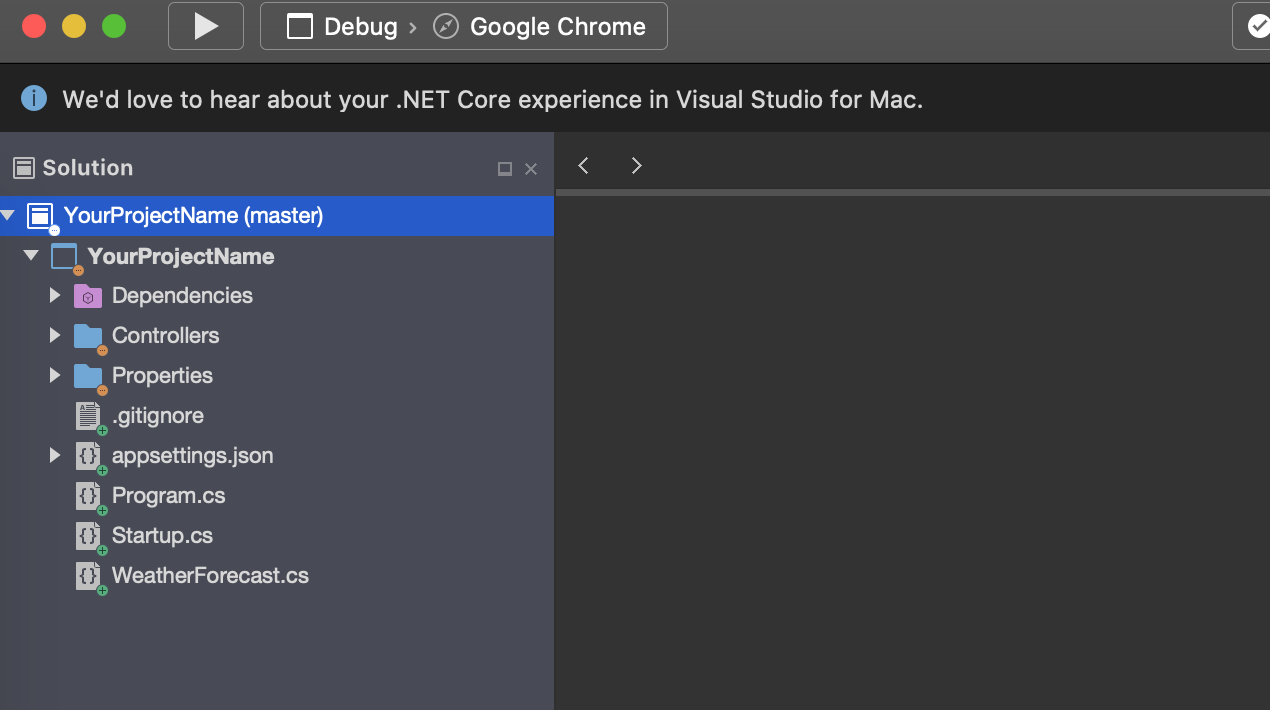 Debug › Google Chrome
We'd love to hear about your .NET Core experience in Visual Studio for Mac.
Solution
YourProjectName (master)
YourProjectName
Dependencies
Controllers
Properties
.gitignore
appsettings.json
Program.cs
Startup.cs
WeatherForecast.cs